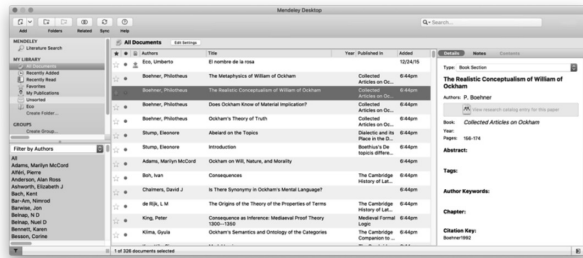 Mendeley Desktop
Add Folders Related Sync Help
Search...
MENDELEY
Literature Search
MY LIBRARY
All Documents
Recently Added
Recently Read
Favorites
My Publications
Unsorted
Eco
Create Folder...
GROUPS
Create Group...
Filter by Authors
All
Adams, Marilyn McCord
Alféri, Pierre
Anderson, Alan Ross
Ashworth, Elizabeth J
Bach, Kent
Bar-Am, Nimrod
Barwise, Jon
Belnap, N D
Belnap, Nuel D
Bennett, Karen
Besson, Corine
All Documents Edit Settings
Authors Title Year Published In Added
Eco, Umberto El nombre de la rosa 12/24/15
Boehner, Philotheus The Metaphysics of William of Ockham Collected Articles on Oc... 6:44pm
Boehner, Philotheus The Realistic Conceptualism of William of Ockham Collected Articles on Oc... 6:44pm
Boehner, Philotheus Does Ockham Know of Material Implication? Collected Articles on Oc... 6:44pm
Boehner, Philotheus Ockham's Theory of Truth Collected Articles on Oc... 6:44pm
Stump, Eleonore Abelard on the Topics Dialectic and its Place in the D... 6:44pm
Stump, Eleonore Introduction Boethius's De topicis differe... 6:44pm
Adams, Marilyn McCord Ockham on Will, Nature, and Morality 6:44pm
Boh, Ivan Consequences The Cambridge History of Lat... 6:44pm
Chalmers, David J Is There Synonymy in Ockham's Mental Language? 6:44pm
de Rijk, L M The Origins of the Theory of the Properties of Terms The Cambridge History of Lat... 6:44pm
King, Peter Consequence as Inference: Mediaeval Proof Theory 1300--1350 Medieval Formal Logic 6:44pm
Klima, Gyula Ockham's Semantics and Ontology of the Categories The Cambridge Companion to ... 6:44pm
1 of 326 documents selected
Details Notes Contents
Type: Book Section
The Realistic Conceptualism of William of
Ockham
Authors: P. Boehner
View research catalog entry for this paper
Book: Collected Articles on Ockham
Year:
Pages: 156-174
Abstract:
Tags:
Author Keywords:
Chapter:
Citation Key:
Boehner1992